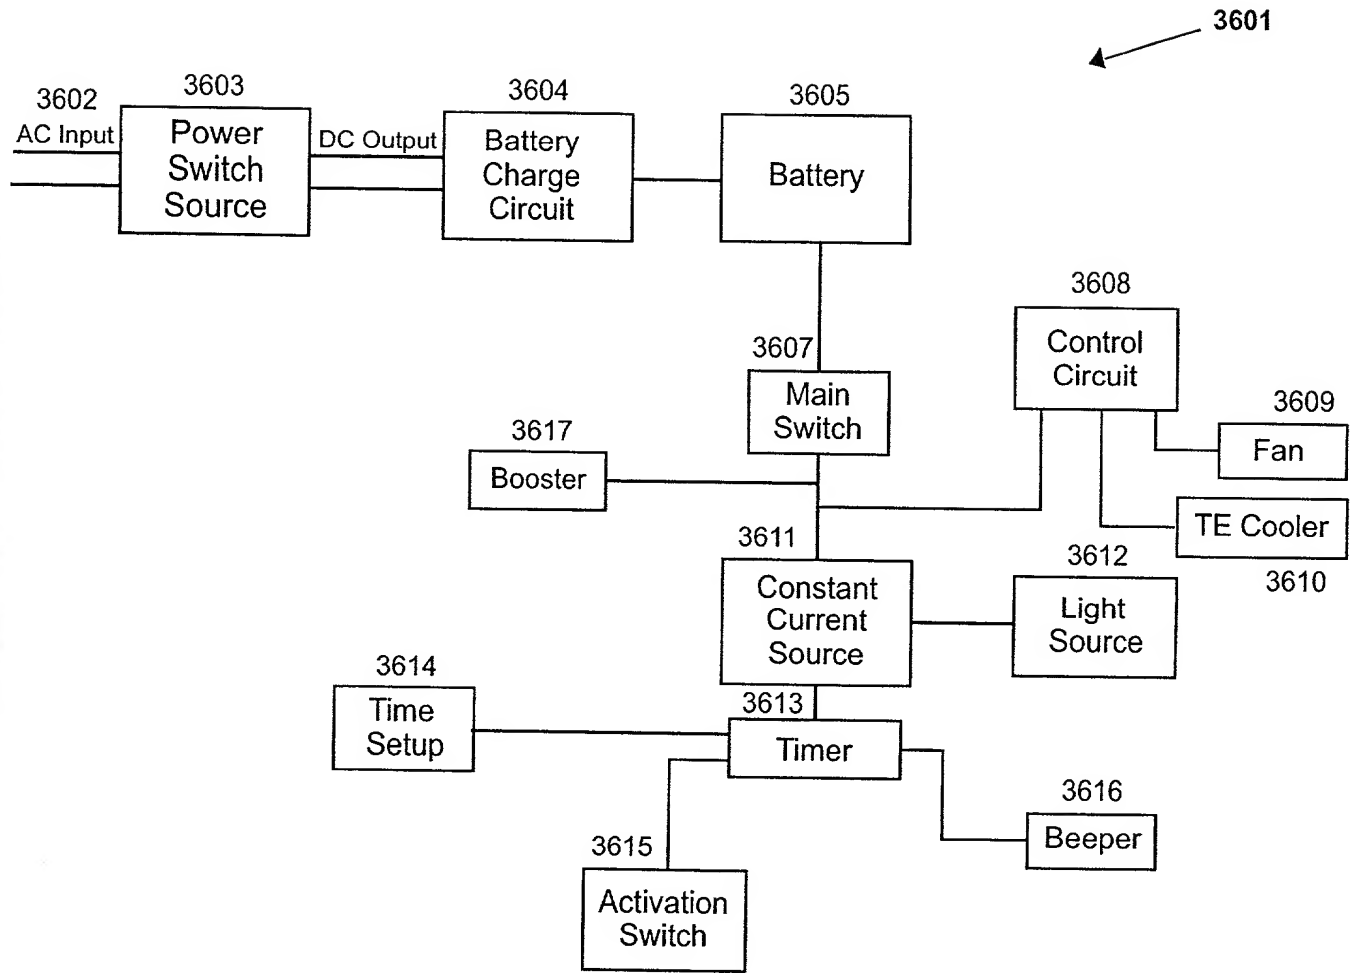 3601
3602
AC Input
3603
Power
Switch
Source
DC Output
3604
Battery
Charge
Circuit
3605
Battery
3607
Main
Switch
3608
Control
Circuit
3609
Fan
TE Cooler
3610
3617
Booster
3611
Constant
Current
Source
3612
Light
Source
3614
Time
Setup
3613
Timer
3616
Beeper
3615
Activation
Switch